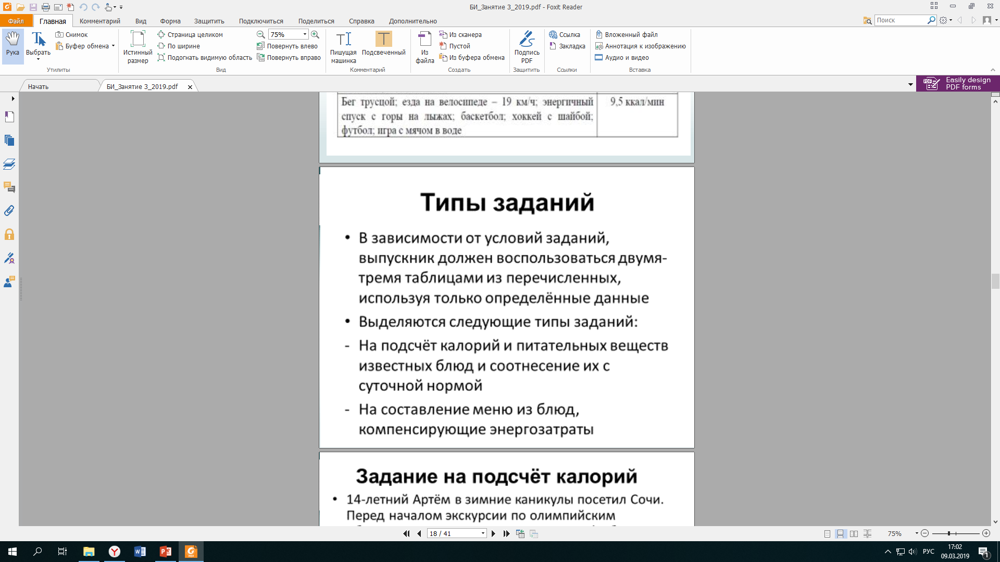 БИ_Занятие 3_2019.pdf - Foxit Reader
Файл Главная Комментарий Вид Форма Защитить Подключиться Поделиться Справка Дополнительно Поиск
Рука
Выбрать
Снимок
Буфер обмена
Утилиты
Истинный размер
Страница целиком
По ширине
Подогнать видимую область
75%
Повернуть влево
Повернуть вправо
Вид
Пишущая машинка
Подсвеченный
Комментарий
Из файла
Из сканера
Пустой
Из буфера обмена
Создать
Подпись PDF
Защитить
Ссылка
Закладка
Ссылки
Вложенный файл
Аннотация к изображению
Аудио и видео
Вставка
Начать БИ_Занятие 3_2019.pdf
Easily design
PDF forms
Бег трусцой; езда на велосипеде – 19 км/ч; энергичный 9,5 ккал/мин
спуск с горы на лыжах; баскетбол; хоккей с шайбой;
футбол; игра с мячом в воде
Типы заданий
• В зависимости от условий заданий,
выпускник должен воспользоваться двумя-
тремя таблицами из перечисленных,
используя только определённые данные
• Выделяются следующие типы заданий:
- На подсчёт калорий и питательных веществ
известных блюд и соотнесение их с
суточной нормой
- На составление меню из блюд,
компенсирующие энергозатраты
Задание на подсчёт калорий
• 14-летний Артём в зимние каникулы посетил Сочи.
Перед началом экскурсии по олимпийским
18 / 41
75%
РУС
17:02
09.03.2019
1